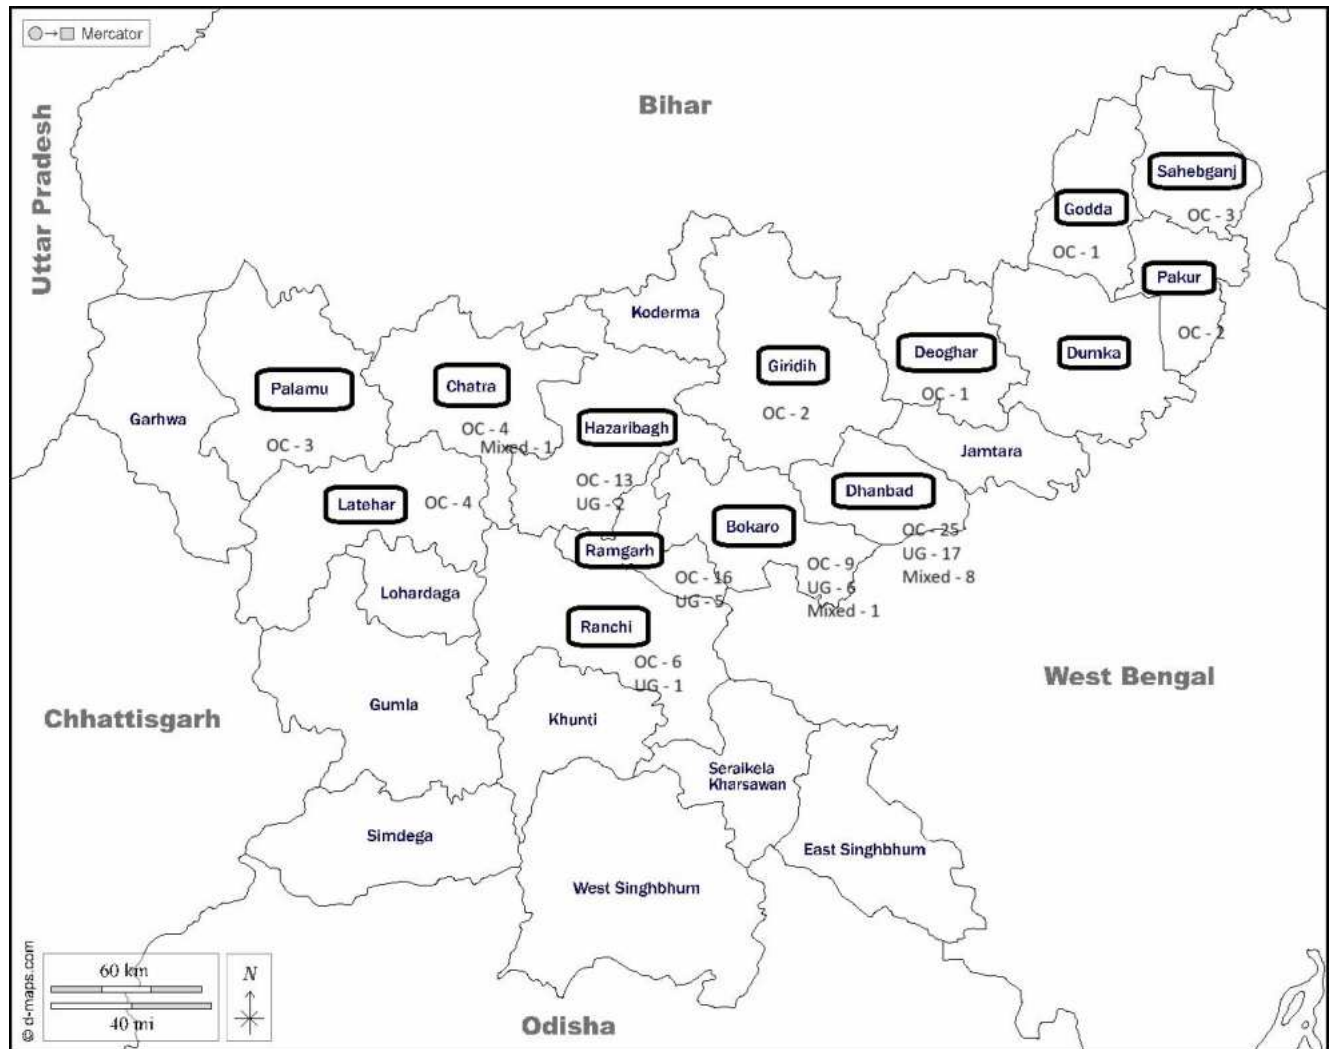 Mercator
Uttar Pradesh
Bihar
Sahebganj
OC - 3
Godda
OC - 1
Pakur
OC - 2
Koderma
Giridih
OC - 2
Deoghar
OC - 1
Dumka
Palamu
OC - 3
Chatra
OC - 4
Mixed - 1
Garhwa
Hazaribagh
OC - 13
UG - 2
Jamtara
Latehar
OC - 4
Dhanbad
OC - 25
UG - 17
Mixed - 8
Bokaro
OC - 9
UG - 6
Mixed - 1
Ramgarh
OC - 16
UG - 5
Lohardaga
Ranchi
OC - 6
UG - 1
West Bengal
Chhattisgarh
Gumla
Khunti
Seraikela
Kharsawan
Simdega
East Singhbhum
West Singhbhum
© d-maps.com
60 km
40 mi
N
Odisha